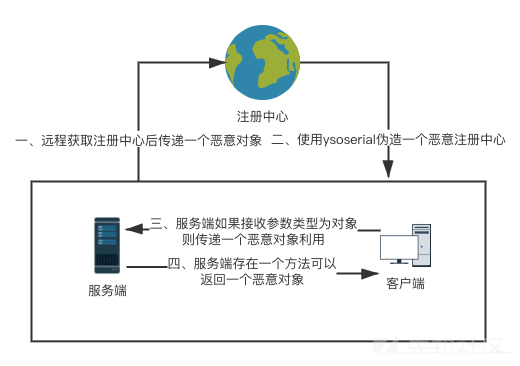 注册中心
一、远程获取注册中心后传递一个恶意对象
二、使用ysoserial伪造一个恶意注册中心
三、服务端如果接收参数类型为对象
则传递一个恶意对象利用
四、服务端存在一个方法可以
返回一个恶意对象
服务端
客户端